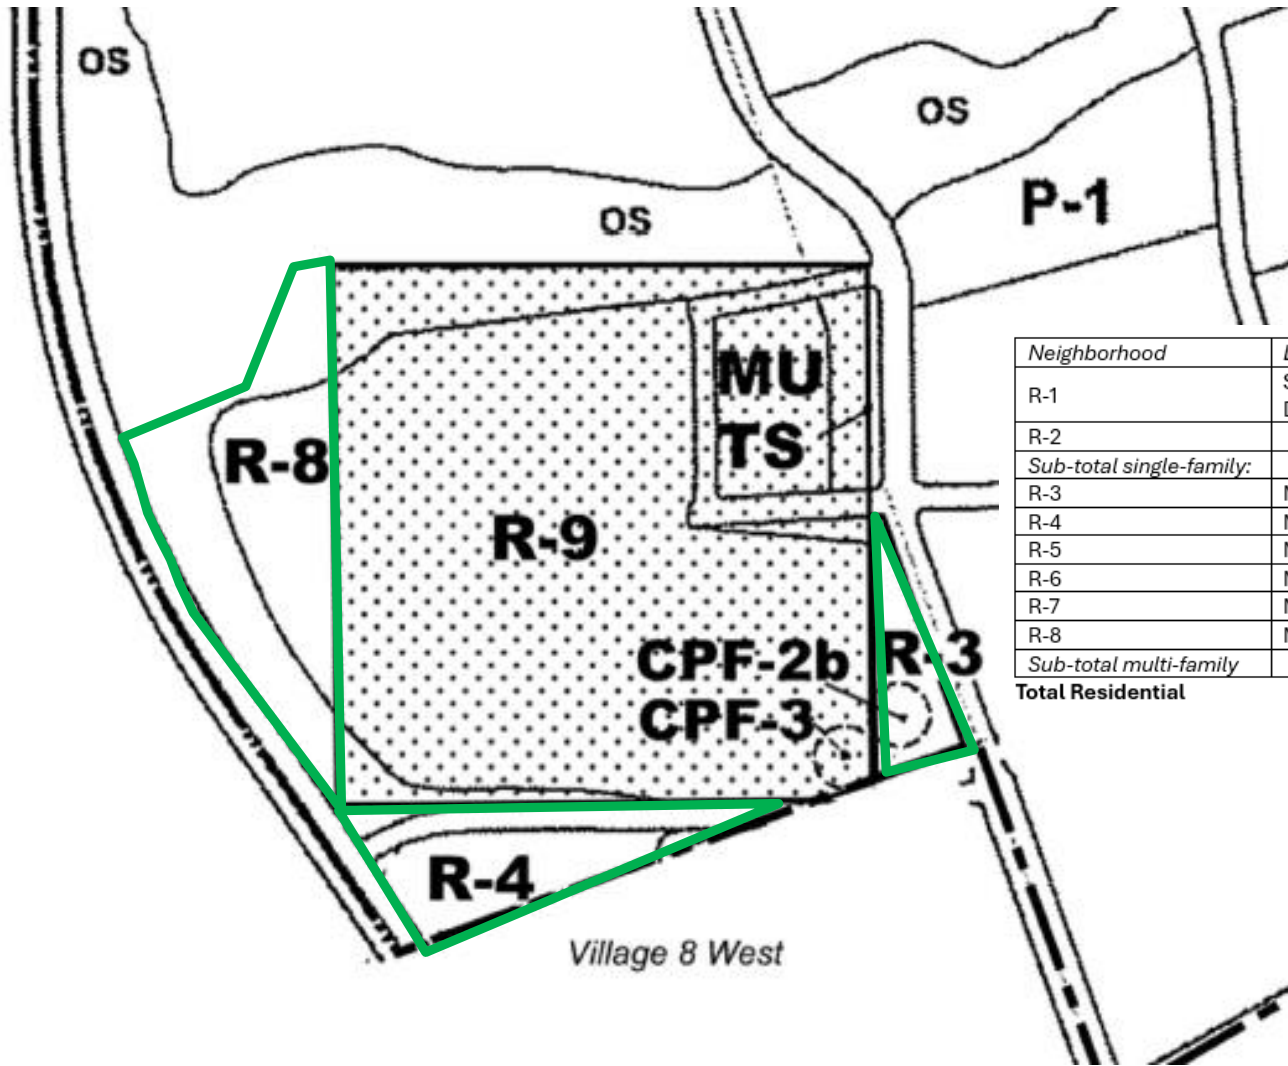 OS
OS
P-1
OS
MU
TS
R-8
R-9
CPF-2b
CPF-3
R-3
R-4
Village 8 West
Neighborhood
R-1
R-2
Sub-total single-family:
R-3
R-4
R-5
R-6
R-7
R-8
Sub-total multi-family
Total Residential